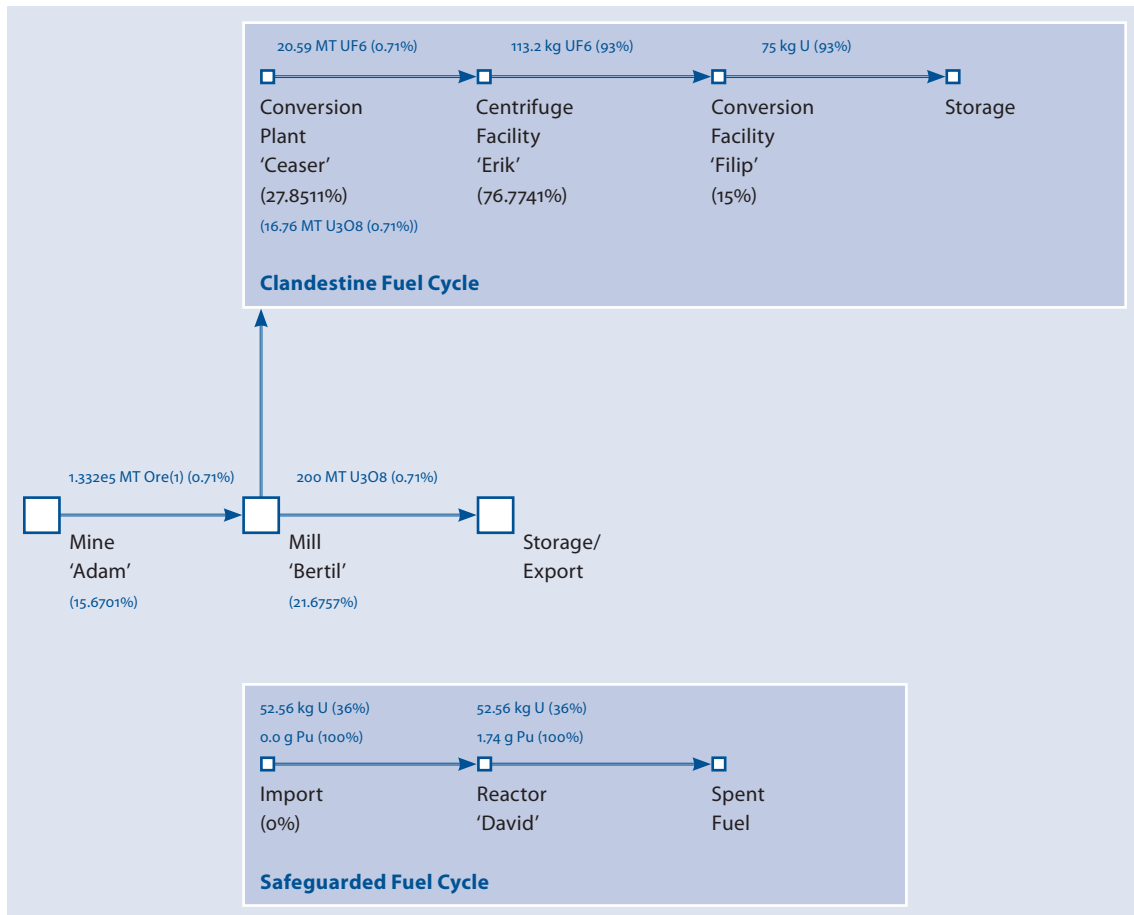 20.59 MT UF6 (0.71%)
113.2 kg UF6 (93%)
75 kg U (93%)
Conversion
Plant
‘Ceaser’
(27.8511%)
(16.76 MT U3O8 (0.71%))
Centrifuge
Facility
‘Erik’
(76.7741%)
Conversion
Facility
‘Filip’
(15%)
Storage
Clandestine Fuel Cycle
1.332e5 MT Ore(1) (0.71%)
200 MT U3O8 (0.71%)
Mine
‘Adam’
(15.6701%)
Mill
‘Bertil’
(21.6757%)
Storage/
Export
52.56 kg U (36%)
0.0 g Pu (100%)
52.56 kg U (36%)
1.74 g Pu (100%)
Import
(0%)
Reactor
‘David’
Spent
Fuel
Safeguarded Fuel Cycle